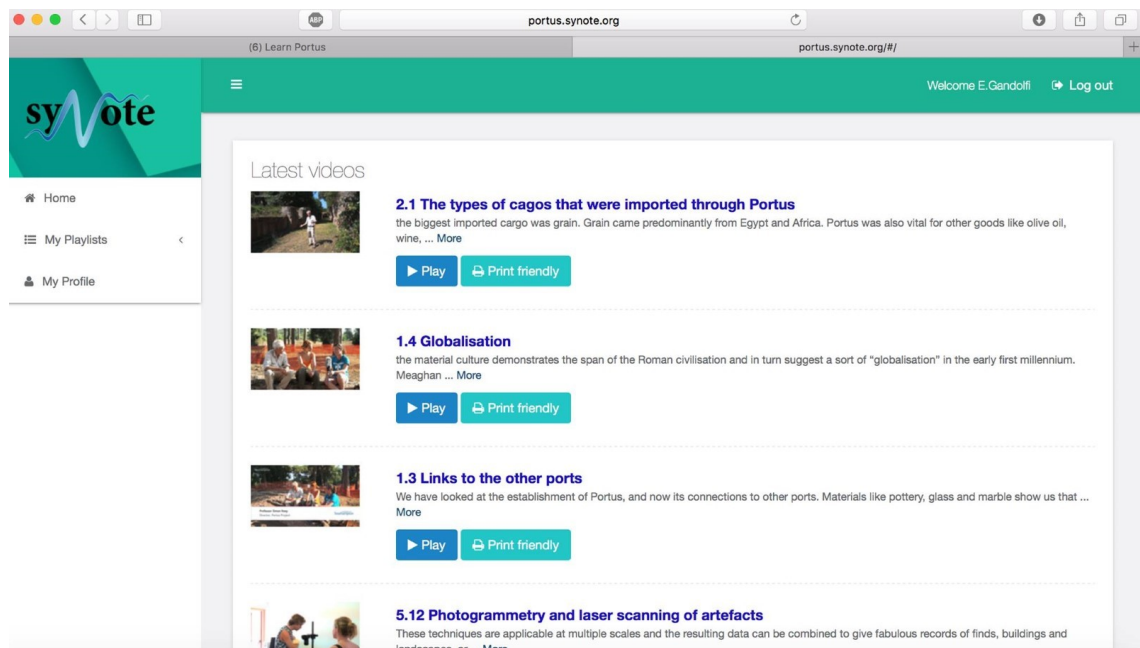 ABP
portus.synote.org
(6) Learn Portus
portus.synote.org/#/
syNote
Welcome E.Gandolfi
Log out
Home
My Playlists
My Profile
Latest videos
2.1 The types of cagos that were imported through Portus
the biggest imported cargo was grain. Grain came predominantly from Egypt and Africa. Portus was also vital for other goods like olive oil,
wine, ... More
Play
Print friendly
1.4 Globalisation
the material culture demonstrates the span of the Roman civilisation and in turn suggest a sort of "globalisation" in the early first millennium.
Meaghan ... More
Play
Print friendly
1.3 Links to the other ports
We have looked at the establishment of Portus, and now its connections to other ports. Materials like pottery, glass and marble show us that ...
More
Play
Print friendly
5.12 Photogrammetry and laser scanning of artefacts
These techniques are applicable at multiple scales and the resulting data can be combined to give fabulous records of finds, buildings and